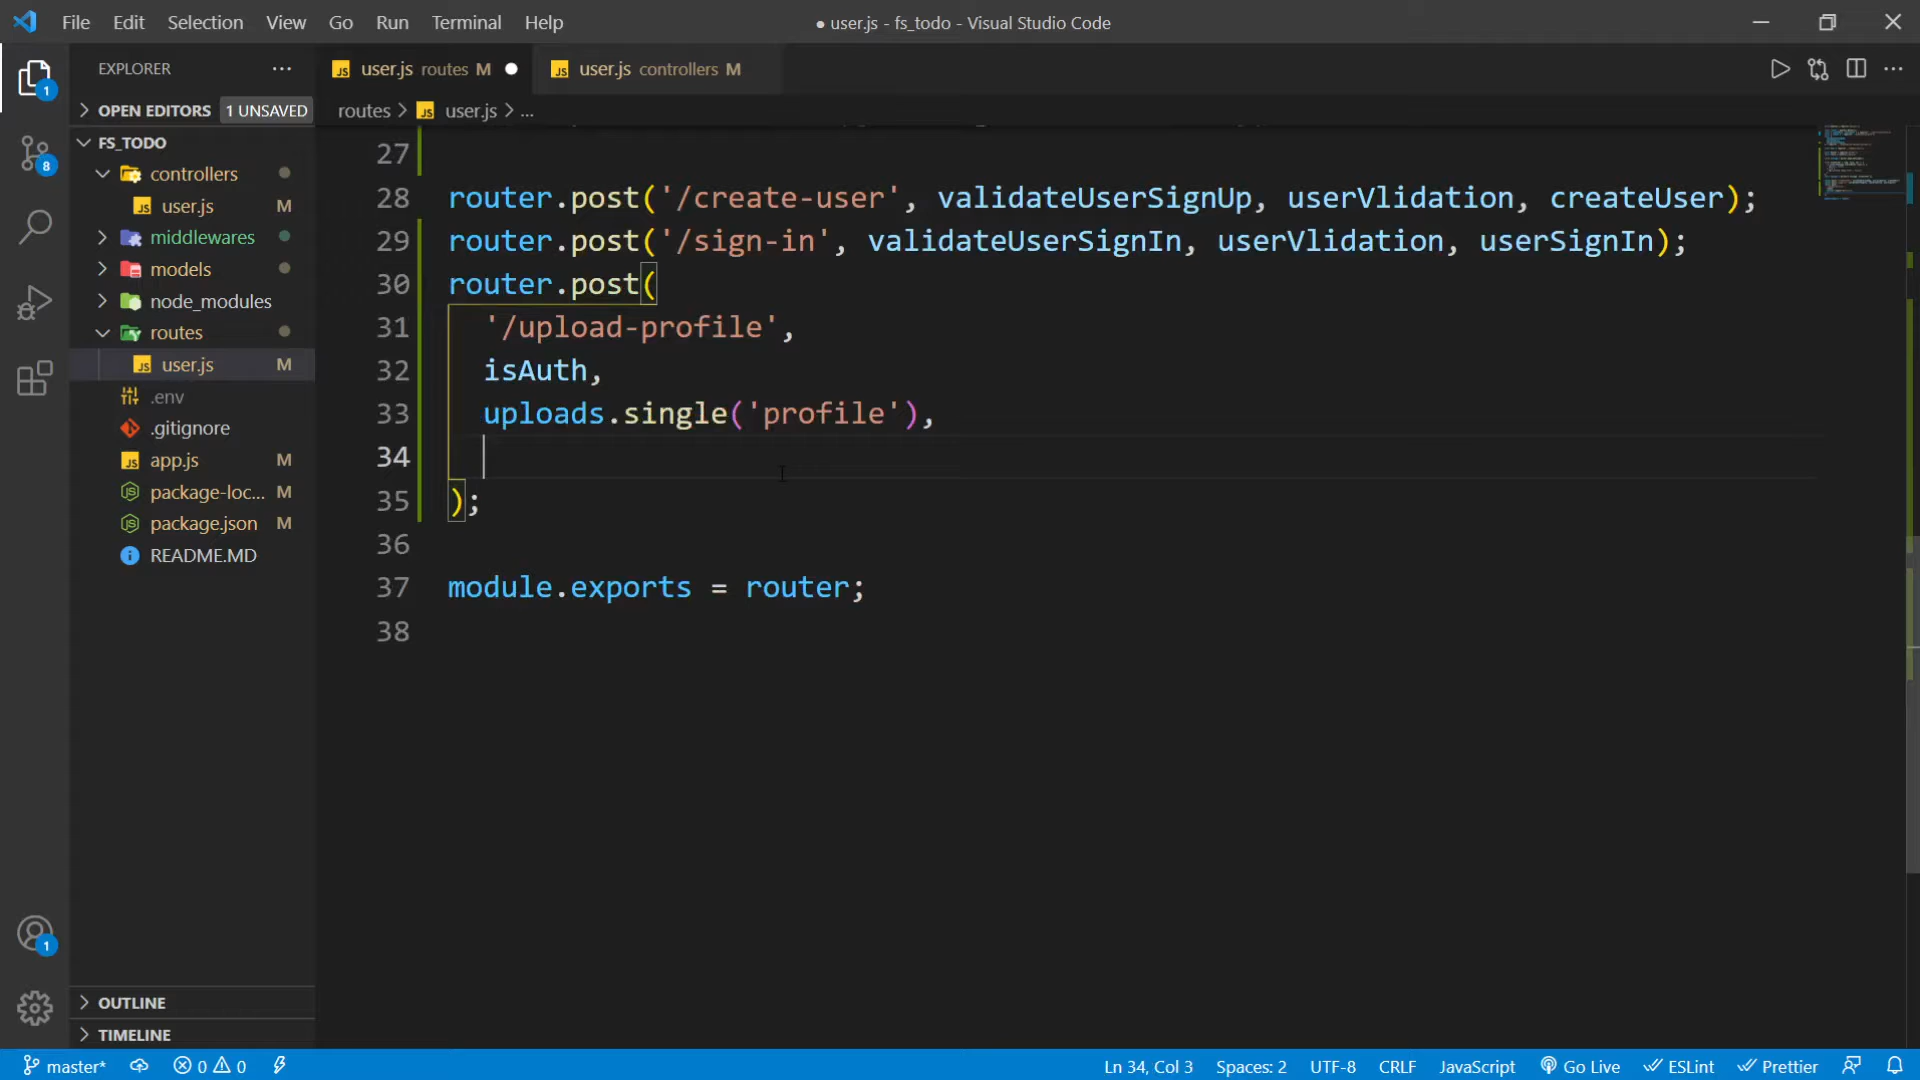 File Edit Selection View Go Run Terminal Help
● user.js - fs_todo - Visual Studio Code
EXPLORER ...
OPEN EDITORS 1 UNSAVED
FS_TODO
controllers
user.js M
middlewares
models
node_modules
routes
user.js M
.env
.gitignore
app.js M
package-loc... M
package.json M
README.MD
OUTLINE
TIMELINE
1
8
1
user.js routes M ●
user.js controllers M
routes > user.js > ...
27
28 router.post('/create-user', validateUserSignUp, userVlidation, createUser);
29 router.post('/sign-in', validateUserSignIn, userVlidation, userSignIn);
30 router.post(
31 '/upload-profile',
32 isAuth,
33 uploads.single('profile'),
34
35 );
36
37 module.exports = router;
38
master* 0 0 Ln 34, Col 3 Spaces: 2 UTF-8 CRLF JavaScript Go Live ESLint Prettier